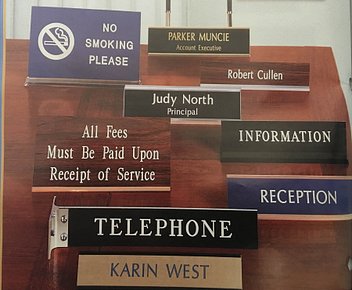 NO
SMOKING
PLEASE
PARKER MUNCIE
Account Executive
Robert Cullen
Judy North
Principal
All Fees
Must Be Paid Upon
Receipt of Service
INFORMATION
RECEPTION
TELEPHONE
KARIN WEST